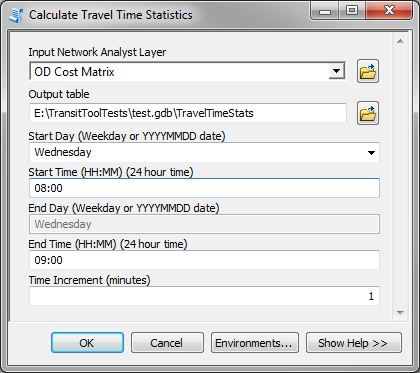 Calculate Travel Time Statistics
Input Network Analyst Layer
OD Cost Matrix
Output table
E:\TransitToolTests\test.gdb\TravelTimeStats
Start Day (Weekday or YYYYMMDD date)
Wednesday
Start Time (HH:MM) (24 hour time)
08:00
End Day (Weekday or YYYYMMDD date)
Wednesday
End Time (HH:MM) (24 hour time)
09:00
Time Increment (minutes)
1
OK Cancel Environments... Show Help >>